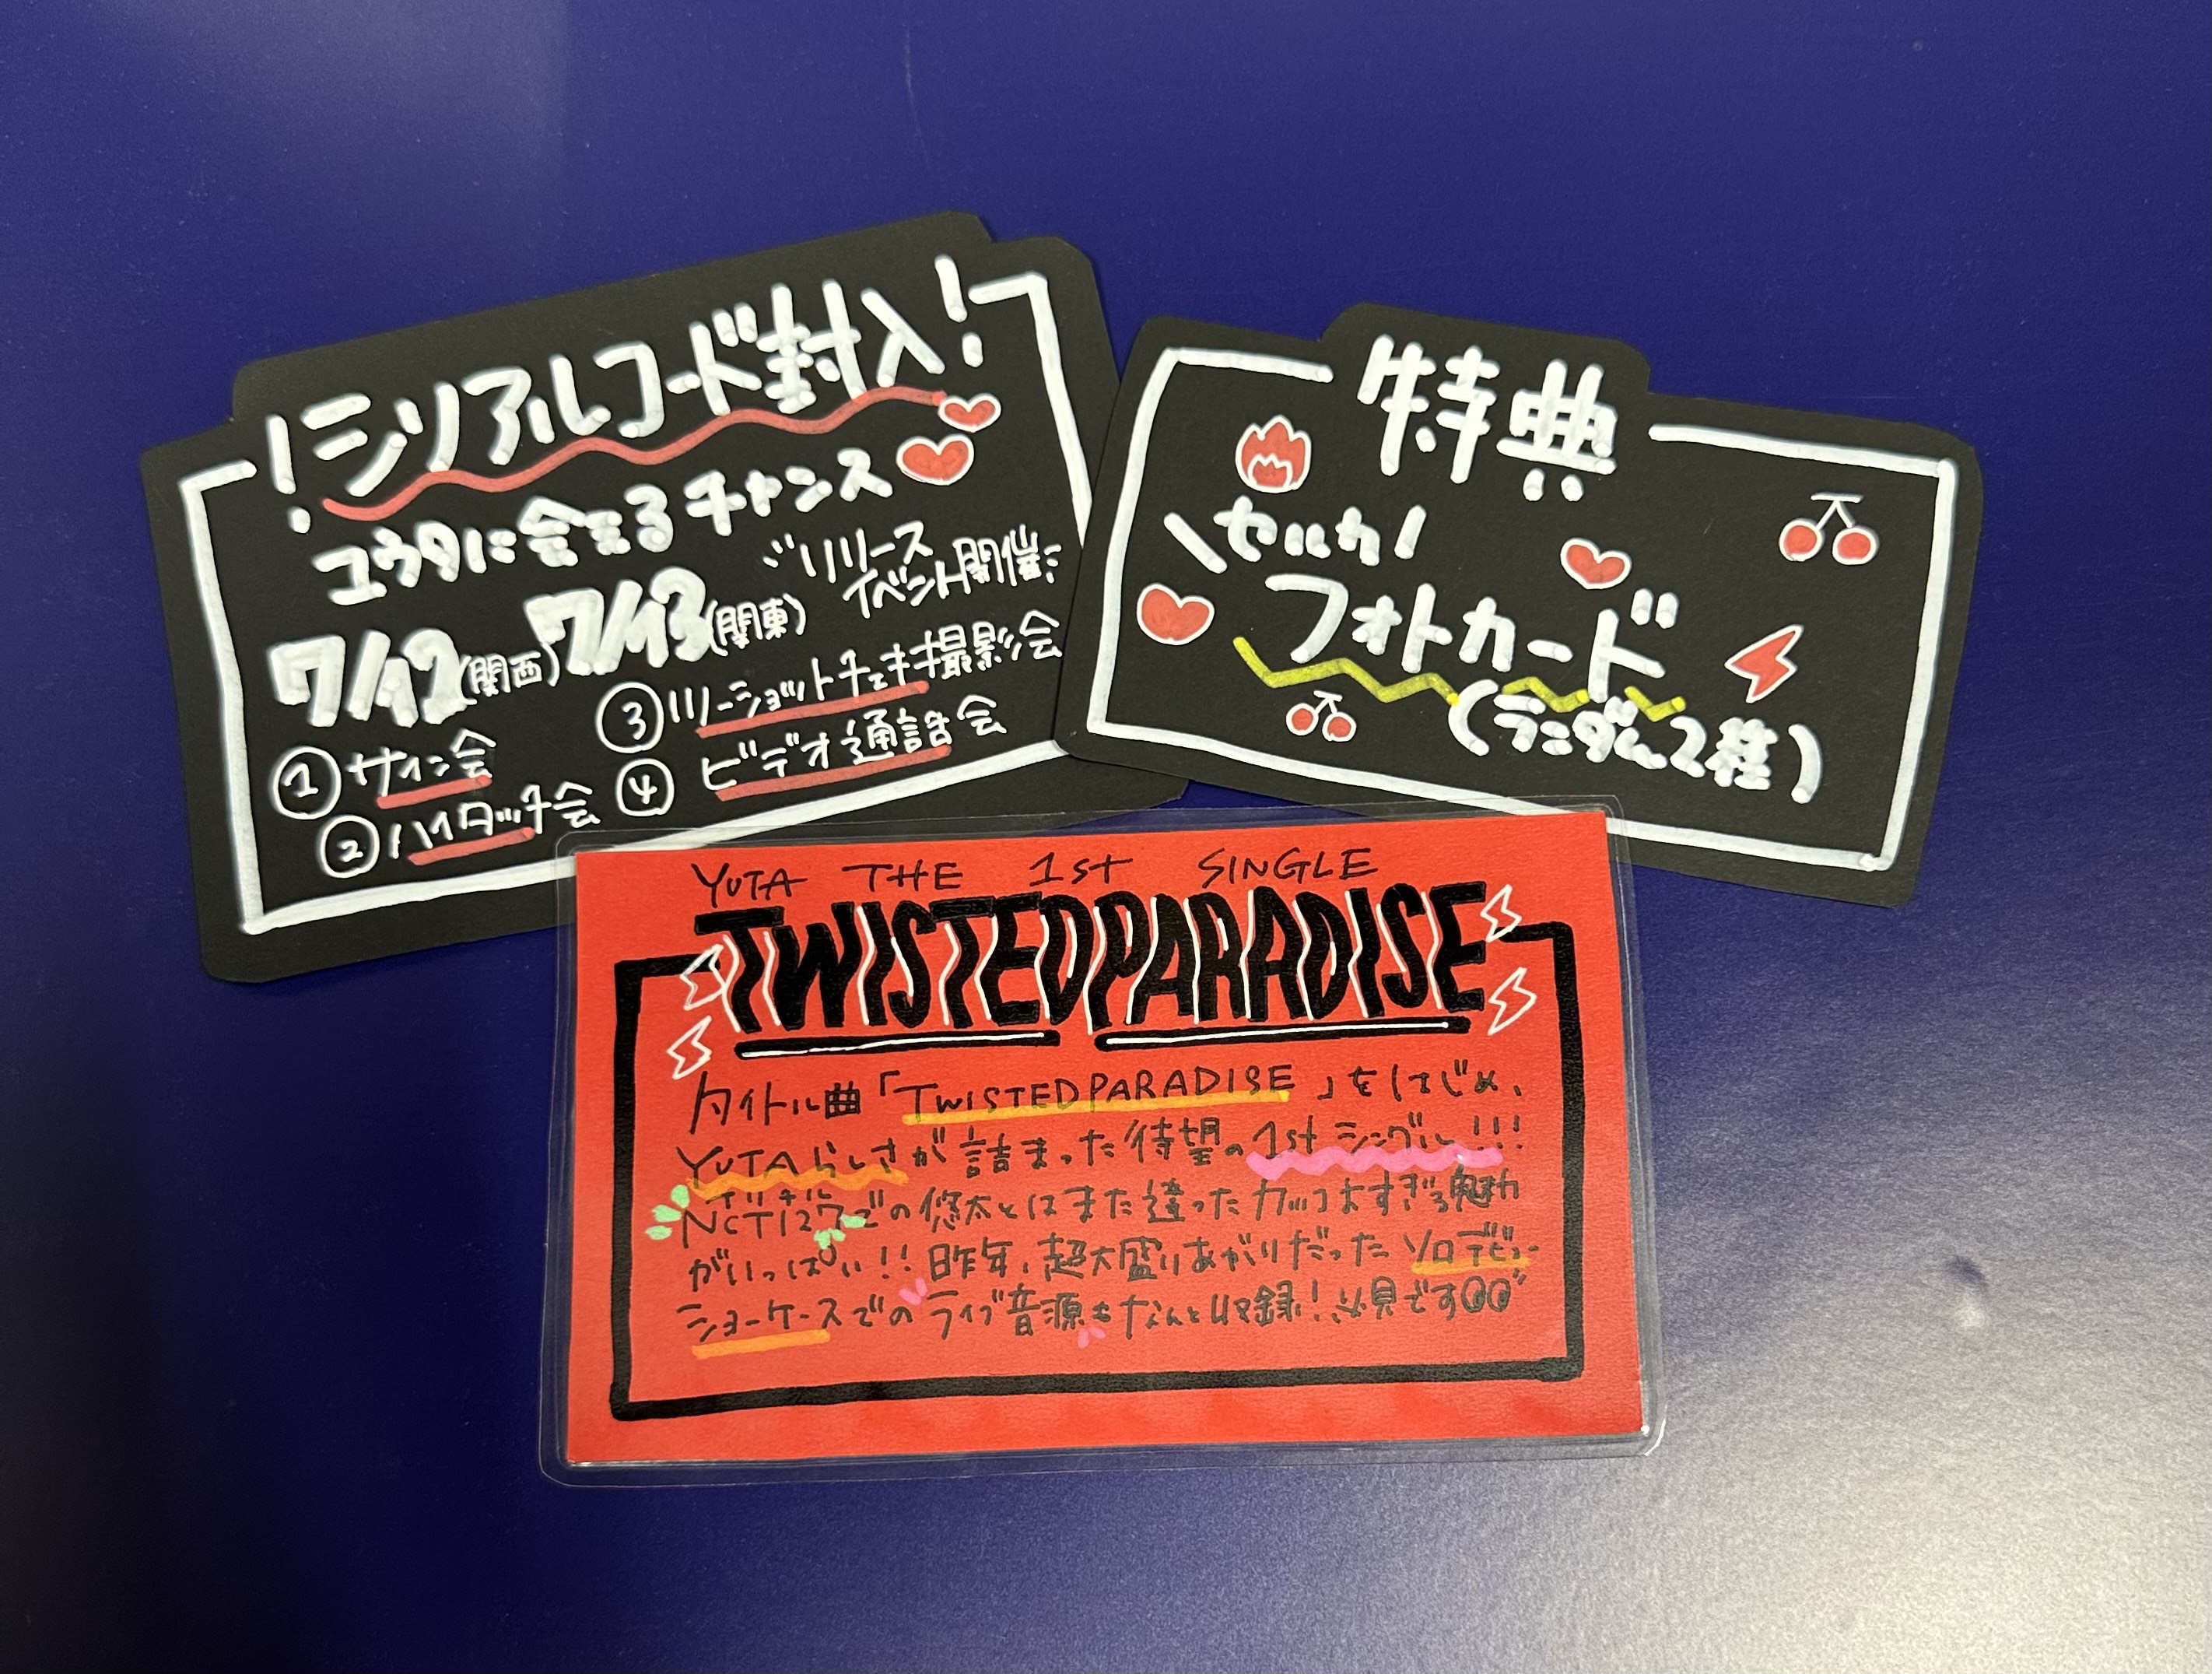 !シリアルコード封入!
ユウタに会えるチャンス
リリース
イベント開催
7/12(関西) 7/13(関東)
①サイン会
②ハイタッチ会
③ツーショットチェキ撮影会
④ビデオ通話会
特典
\セルカ/
フォトカード
(ランダム2種)
YUTA THE 1st SINGLE
TWISTED PARADISE
タイトル曲「TWISTED PARADISE」をはじめ、
YUTAらしさが詰まった待望の1stシングル!!!
NCT127での悠太とはまた違ったカッコよすぎる魅力
がいっぱい!!昨年、超大盛りあがりだったソロデビュー
ショーケースでのライブ音源もなんと収録!必見です